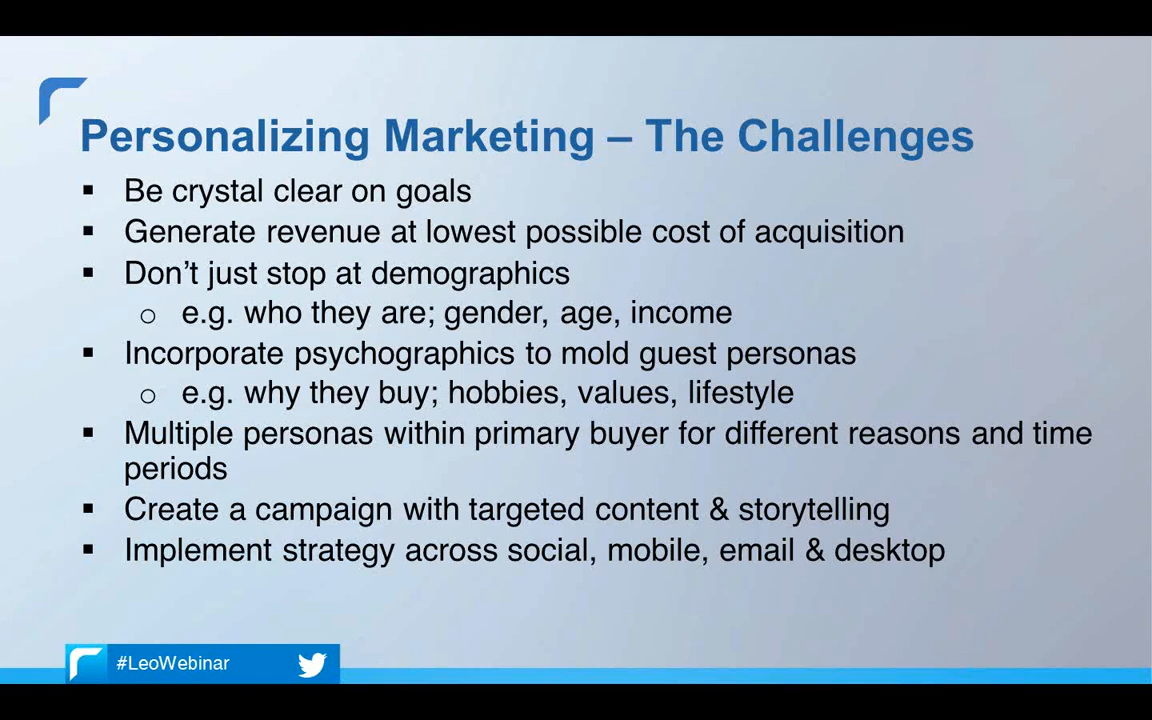 Personalizing Marketing – The Challenges
▪ Be crystal clear on goals
▪ Generate revenue at lowest possible cost of acquisition
▪ Don’t just stop at demographics
o e.g. who they are; gender, age, income
▪ Incorporate psychographics to mold guest personas
o e.g. why they buy; hobbies, values, lifestyle
▪ Multiple personas within primary buyer for different reasons and time
periods
▪ Create a campaign with targeted content & storytelling
▪ Implement strategy across social, mobile, email & desktop
#LeoWebinar